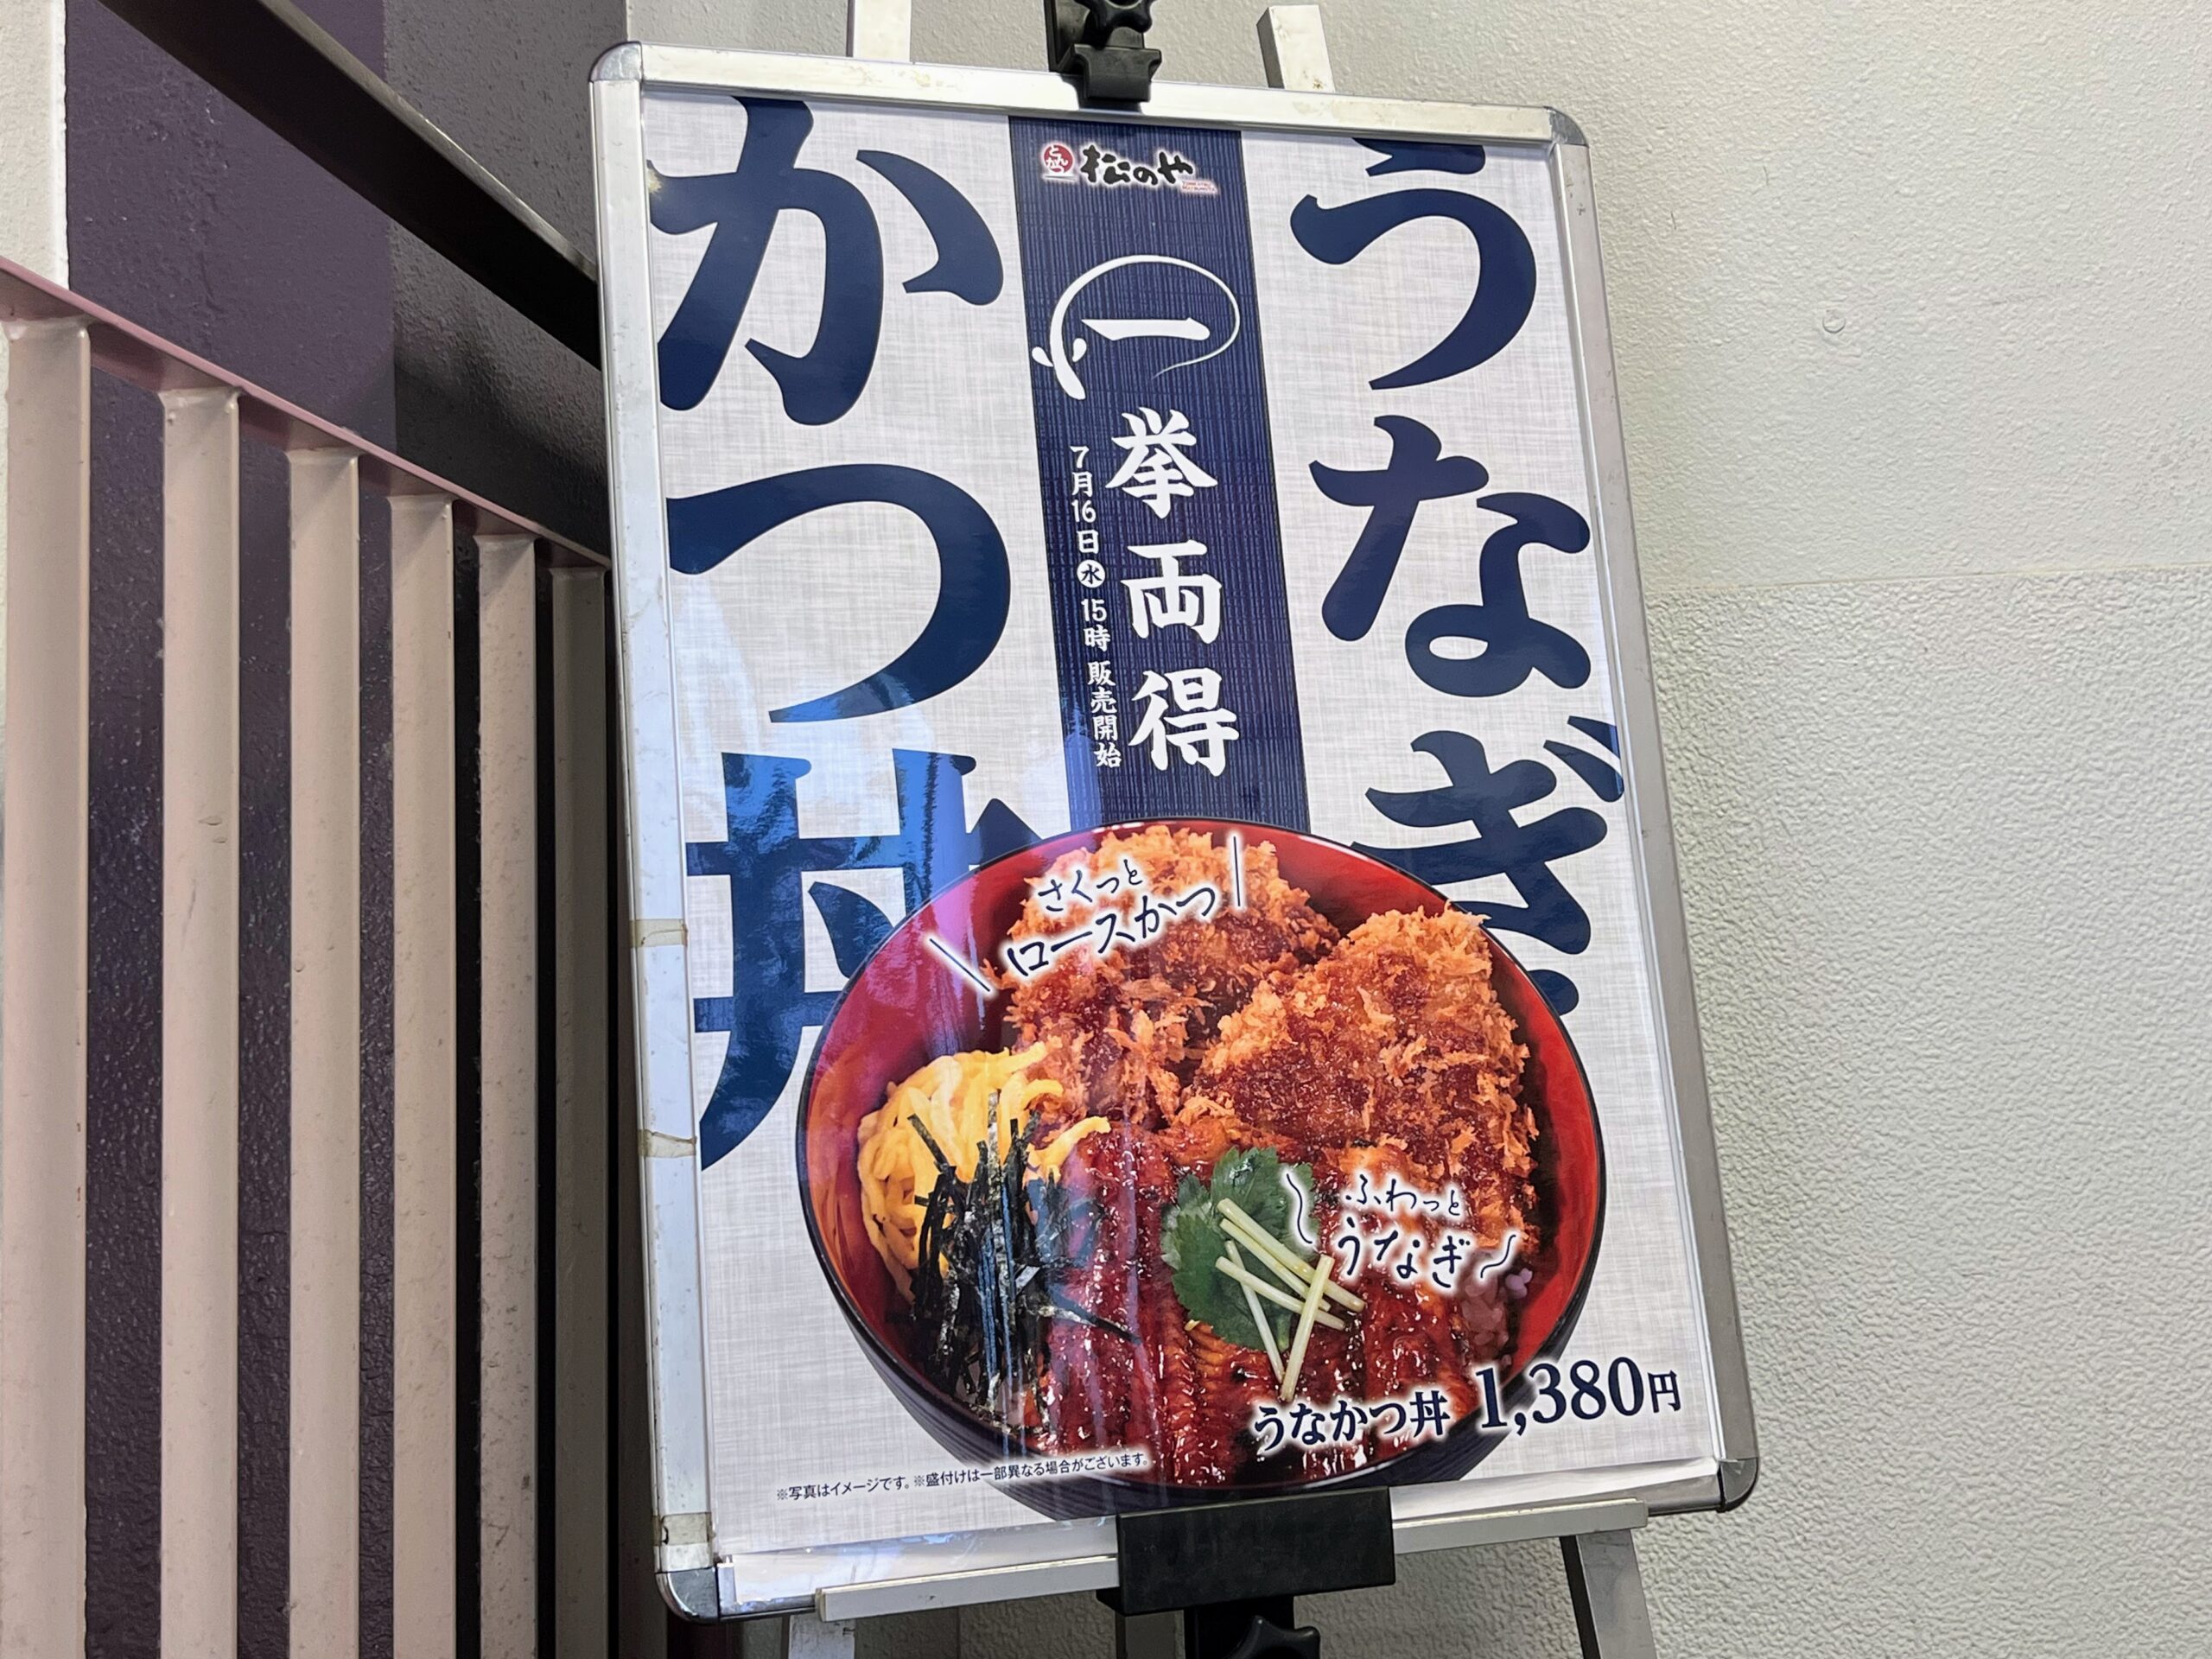 うなぎ
とんかつ
松のや
一挙両得
7月16日㊌15時 販売開始
かつ丼
さくっと
ロースかつ
ふわっと
うなぎ
うなかつ丼 1,380円
※写真はイメージです。※盛付けは一部異なる場合がございます。